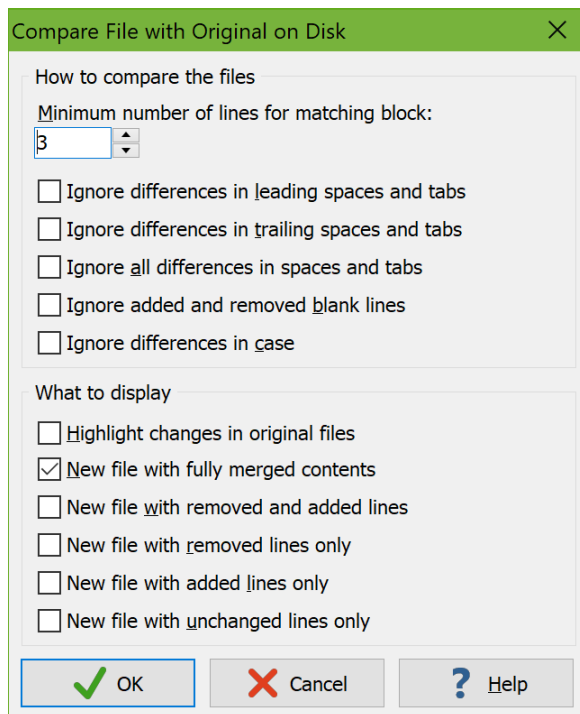 Compare File with Original on Disk
How to compare the files
Minimum number of lines for matching block:
3
Ignore differences in leading spaces and tabs
Ignore differences in trailing spaces and tabs
Ignore all differences in spaces and tabs
Ignore added and removed blank lines
Ignore differences in case
What to display
Highlight changes in original files
New file with fully merged contents
New file with removed and added lines
New file with removed lines only
New file with added lines only
New file with unchanged lines only
OK Cancel ? Help